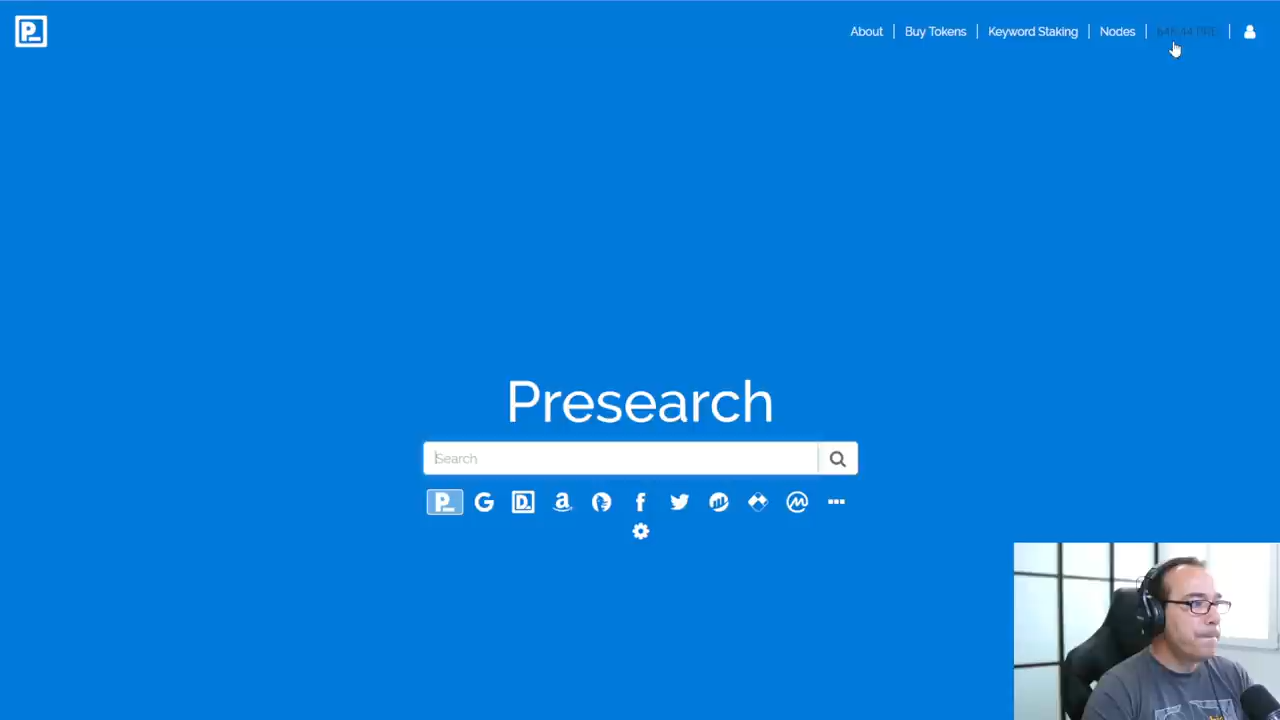 About
Buy Tokens
Keyword Staking
Nodes
Presearch
Search